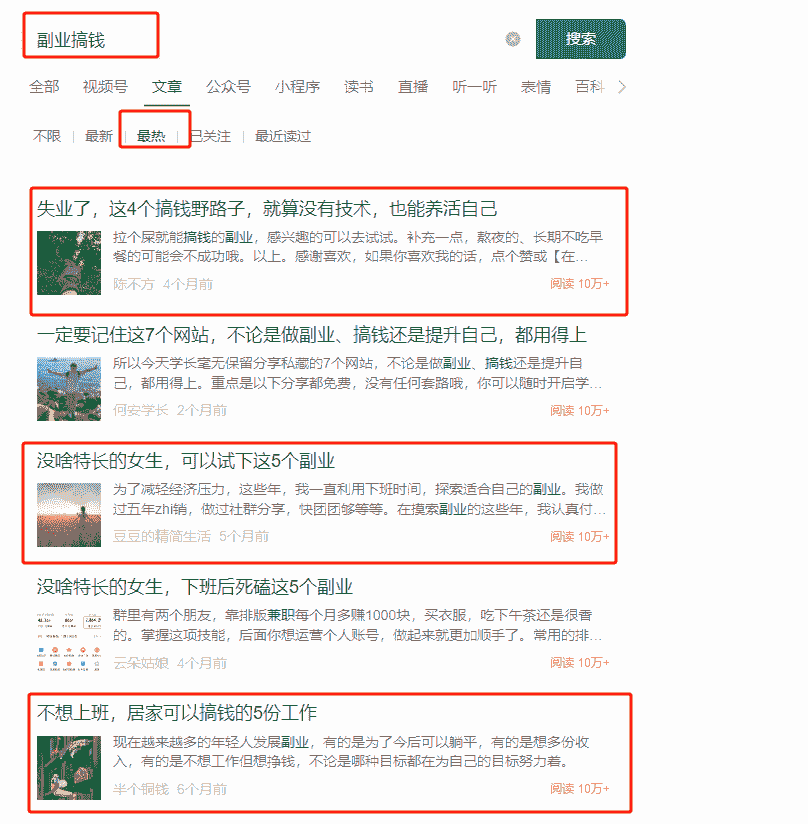 副业搞钱
搜索
全部 视频号 文章 公众号 小程序 读书 直播 听一听 表情 百科
不限 最新 最热 已关注 最近读过
失业了，这4个搞钱野路子，就算没有技术，也能养活自己
拉个屎就能搞钱的副业，感兴趣的可以去试试。补充一点，熬夜的、长期不吃早
餐的可能会不成功哦。以上。感谢喜欢，如果你喜欢我的话，点个赞或【在...
陈不方 4个月前
阅读 10万+
一定要记住这7个网站，不论是做副业、搞钱还是提升自己，都用得上
所以今天学长毫无保留分享私藏的7个网站，不论是做副业、搞钱还是提升自
己，都用得上。重点是以下分享都免费，没有任何套路哦，你可以随时开启学...
何安学长 2个月前
阅读 10万+
没啥特长的女生，可以试下这5个副业
为了减轻经济压力，这些年，我一直利用下班时间，探索适合自己的副业。我做
过五年zhi销，做过社群分享，快团团够等等。在摸索副业的这些年，我认真付...
豆豆的精简生活 5个月前
阅读 10万+
没啥特长的女生，下班后死磕这5个副业
群里有两个朋友，靠排版兼职每个月多赚1000块，买衣服，吃下午茶还是很香
的。掌握这项技能，后面你想运营个人账号，做起来就更加顺手了。常用的排...
云朵姑娘 4个月前
阅读 10万+
不想上班，居家可以搞钱的5份工作
现在越来越多的年轻人发展副业，有的是为了今后可以躺平，有的是想多份收
入，有的是不想工作但想挣钱，不论是哪种目标都在为自己的目标努力着。
半个铜钱 6个月前
阅读 10万+